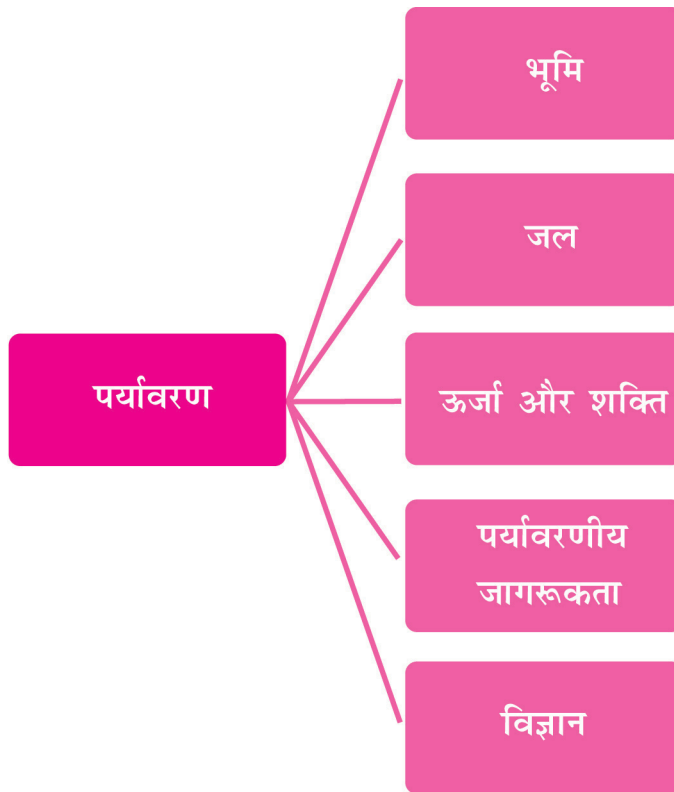 पर्यावरण
भूमि
जल
ऊर्जा और शक्ति
पर्यावरणीय
जागरूकता
विज्ञान